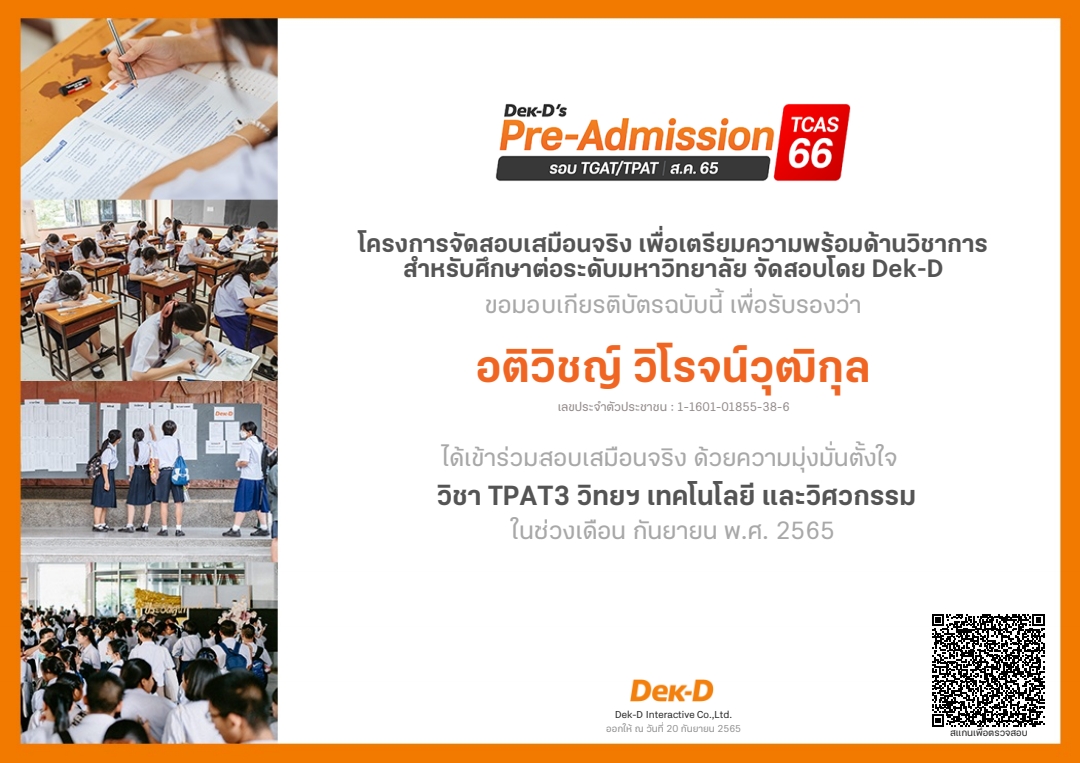 Dek-D's
Pre-Admission
TCAS
66
รอบ TGAT/TPAT | ส.ค. 65
โครงการจัดสอบเสมือนจริง เพื่อเตรียมความพร้อมด้านวิชาการ
สำหรับศึกษาต่อระดับมหาวิทยาลัย จัดสอบโดย Dek-D
ขอมอบเกียรติบัตรฉบับนี้ เพื่อรับรองว่า
อติวิชญ์ วิโรจน์วุฒิกุล
เลขประจำตัวประชาชน : 1-1601-01855-38-6
ได้เข้าร่วมสอบเสมือนจริง ด้วยความมุ่งมั่นตั้งใจ
วิชา TPAT3 วิทยฯ เทคโนโลยี และวิศวกรรม
ในช่วงเดือน กันยายน พ.ศ. 2565
Dek-D
Dek-D
Dek-D Interactive Co.,Ltd.
ออกให้ ณ วันที่ 20 กันยายน 2565
สแกนเพื่อตรวจสอบ